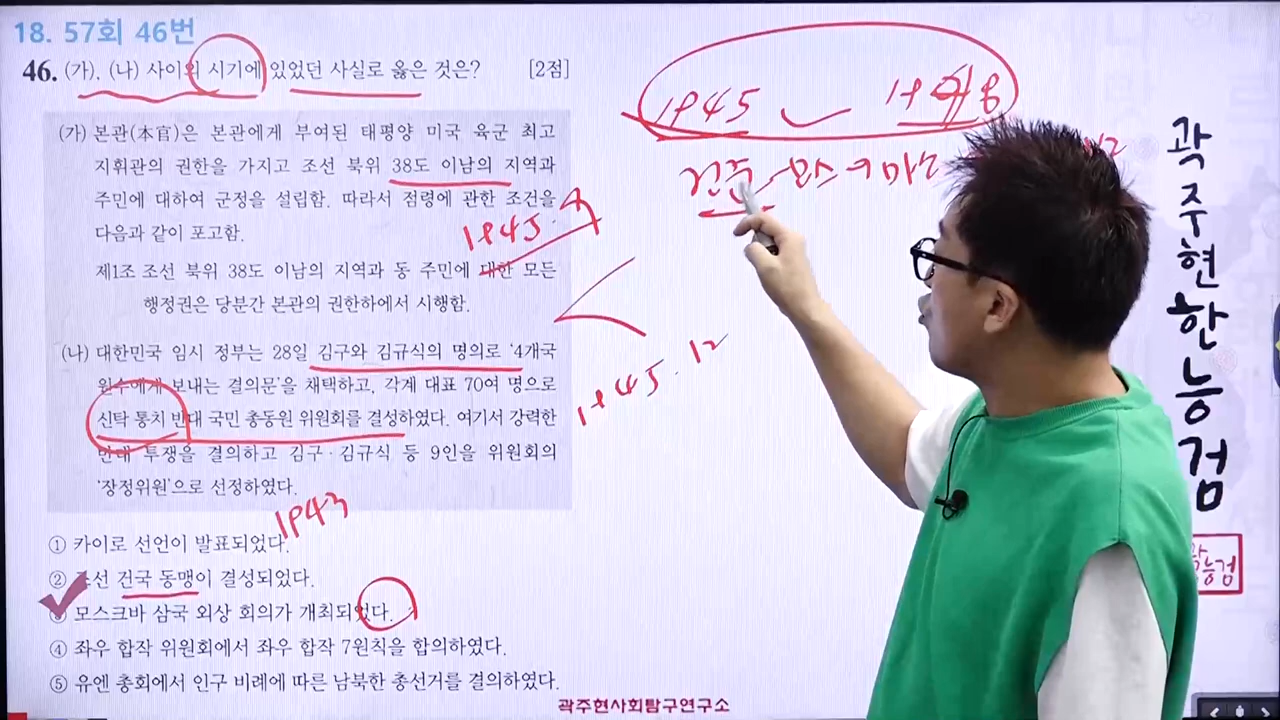 18. 57회 46번
46. (가), (나) 사이의 시기에 있었던 사실로 옳은 것은? [2점]
(가) 본관(本官)은 본관에게 부여된 태평양 미국 육군 최고
지휘관의 권한을 가지고 조선 북위 38도 이남의 지역과
주민에 대하여 군정을 설립함. 따라서 점령에 관한 조건을
다음과 같이 포고함.
제1조 조선 북위 38도 이남의 지역과 동 주민에 대한 모든
행정권은 당분간 본관의 권한하에서 시행함.
(나) 대한민국 임시 정부는 28일 김구와 김규식의 명의로 '4개국
원수에게 보내는 결의문'을 채택하고, 각계 대표 70여 명으로
신탁 통치 반대 국민 총동원 위원회를 결성하였다. 여기서 강력한
반대 투쟁을 결의하고 김구·김규식 등 9인을 위원회의
'장정위원'으로 선정하였다.
① 카이로 선언이 발표되었다.
② 조선 건국 동맹이 결성되었다.
모스크바 삼국 외상 회의가 개최되었다.
④ 좌우 합작 위원회에서 좌우 합작 7원칙을 합의하였다.
⑤ 유엔 총회에서 인구 비례에 따른 남북한 총선거를 결의하였다.
1945.9
1945.12
1943
1945
건준-모스
12
곽주현한능검
능검
곽주현사회탐구연구소